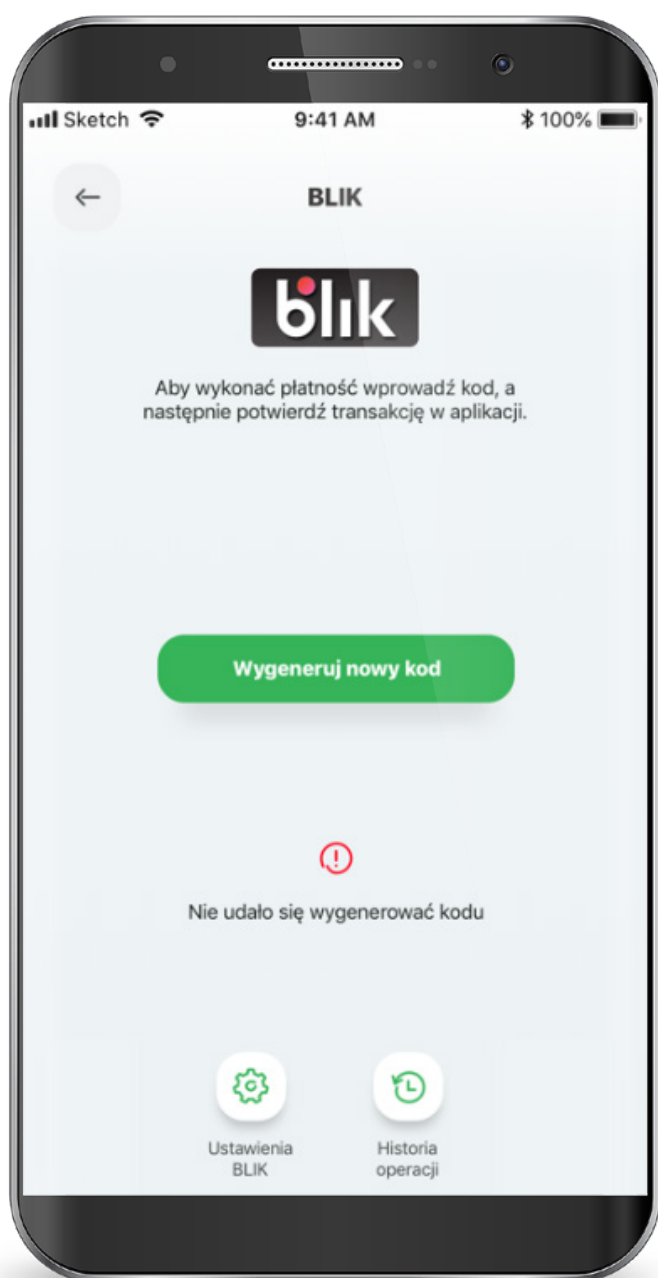 Sketch 9:41 AM 100%
BLIK
blik
Aby wykonać płatność wprowadź kod, a
następnie potwierdź transakcję w aplikacji.
Wygeneruj nowy kod
Nie udało się wygenerować kodu
Ustawienia
BLIK
Historia
operacji